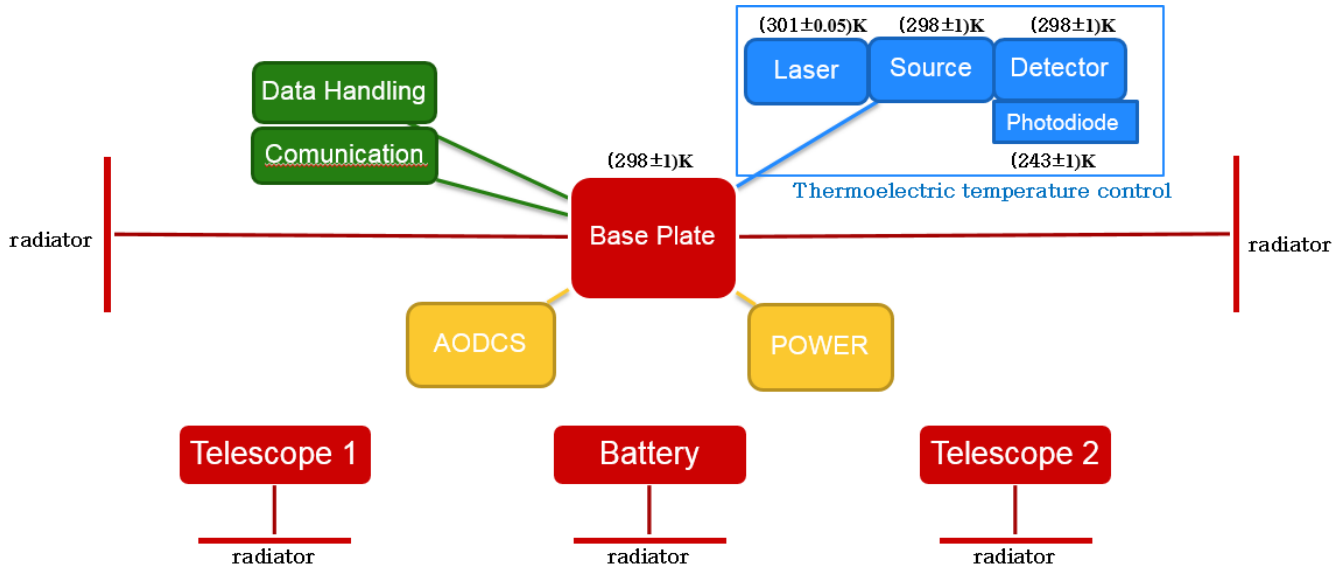 (301±0.05)K (298±1)K (298±1)K
Laser Source Detector
Photodiode
(243±1)K
Thermoelectric temperature control
Data Handling
Comunication
(298±1)K
Base Plate
radiator
radiator
AODCS
POWER
Telescope 1
Battery
Telescope 2
radiator
radiator
radiator